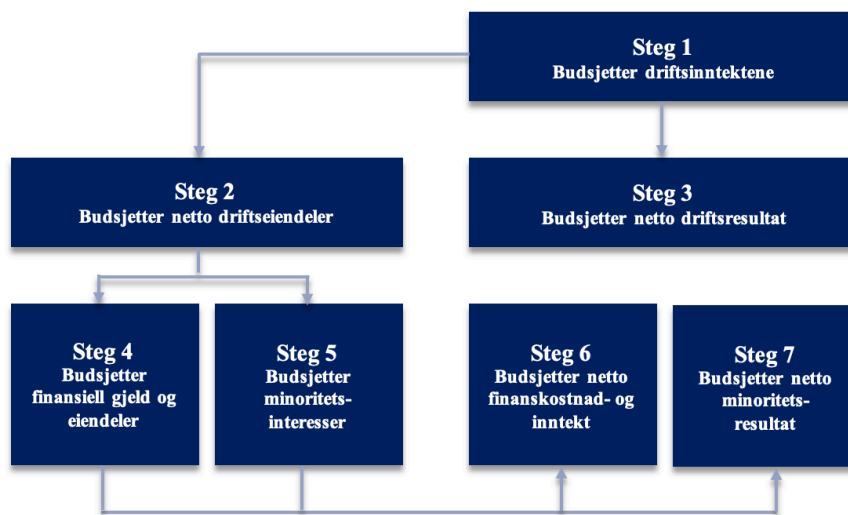 Steg 1
Budsjetter driftsinntektene
Steg 2
Budsjetter netto driftseiendeler
Steg 3
Budsjetter netto driftsresultat
Steg 4
Budsjetter
finansiell gjeld og
eiendeler
Steg 5
Budsjetter
minoritets-
interesser
Steg 6
Budsjetter netto
finanskostnad- og
inntekt
Steg 7
Budsjetter netto
minoritets-
resultat